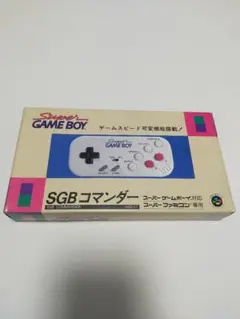 Super
GAME BOY
ゲームスピード可変機能搭載!
SGBコマンダー
スーパーゲームボーイ対応
スーパーファミコン専用